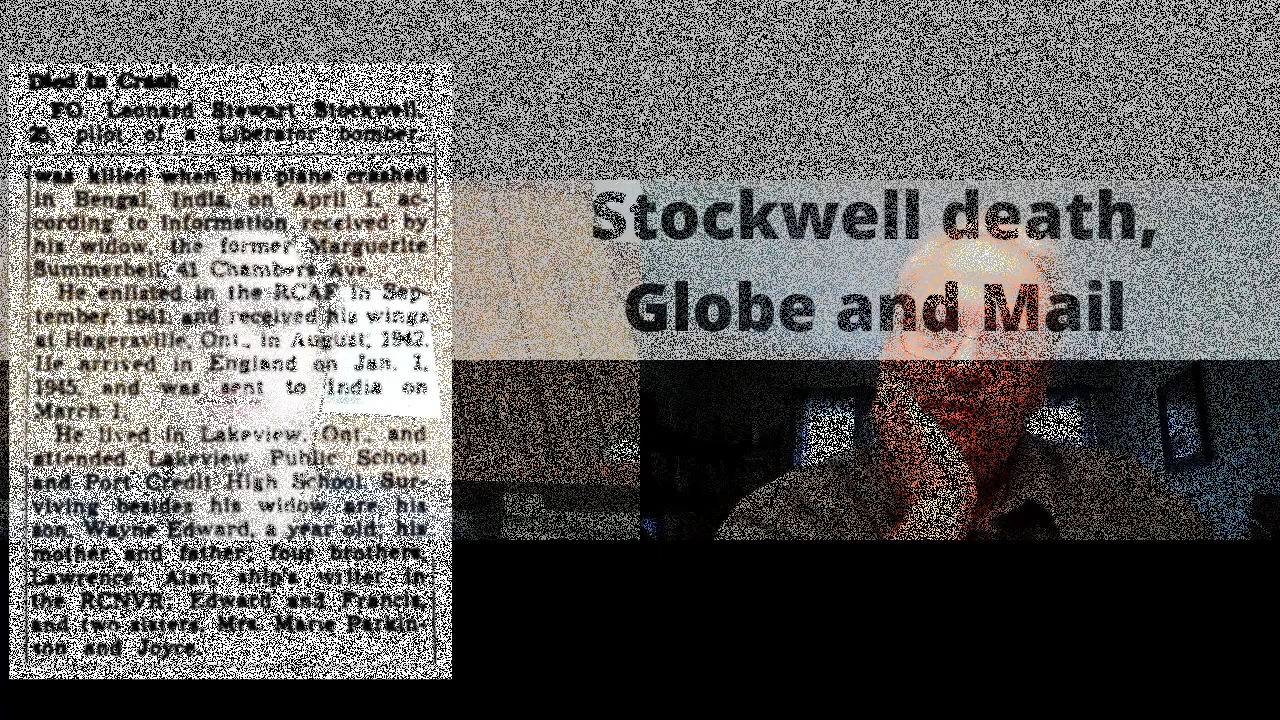 Died in Crash
FO. Leonard Stewart Stockwell,
25, pilot of a Liberator bomber,
was killed when his plane crashed
in Bengal, India, on April 1, ac-
cording to information received by
his widow, the former Marguerite
Summerbell, 41 Chambers Ave.
He enlisted in the RCAF in Sep-
tember, 1941, and received his wings
at Hagersville, Ont., in August, 1942.
He arrived in England on Jan. 1,
1945, and was sent to India on
March 1.
He lived in Lakeview, Ont., and
attended Lakeview Public School
and Port Credit High School. Sur-
viving besides his widow are his
son, Wayne Edward, a year old, his
mother and father, four brothers,
Lawrence, Alan, ship's writer in
the RCNVR, Edward and Francis,
and two sisters, Mrs. Marie Parkin-
son and Joyce.
Stockwell death,
Globe and Mail